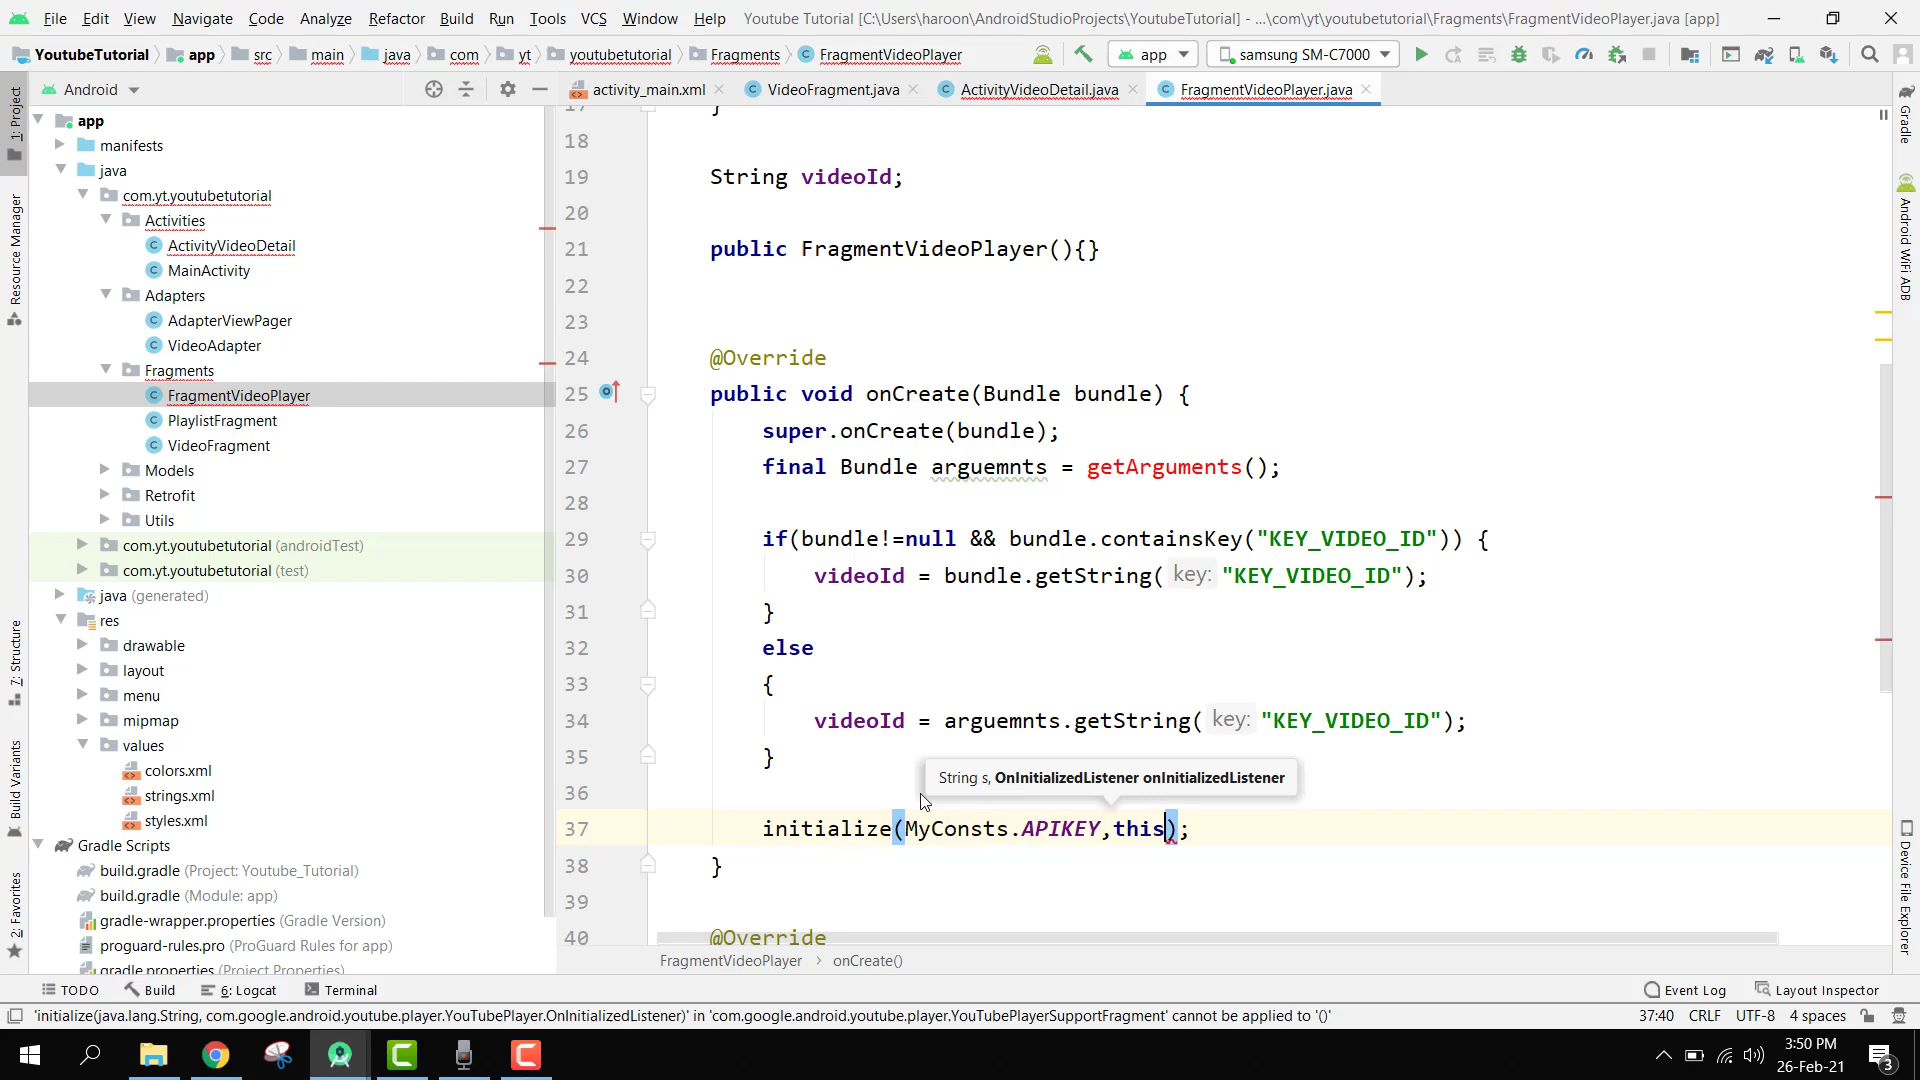 File Edit View Navigate Code Analyze Refactor Build Run Tools VCS Window Help Youtube Tutorial [C:\Users\haroon\AndroidStudioProjects\YoutubeTutorial] - ...\com\yt\youtubetutorial\Fragments\FragmentVideoPlayer.java [app]
YoutubeTutorial app src main java com yt youtubetutorial Fragments FragmentVideoPlayer app samsung SM-C7000
Android
activity_main.xml VideoFragment.java ActivityVideoDetail.java FragmentVideoPlayer.java
1: Project
Resource Manager
7: Structure
Build Variants
2: Favorites
app
manifests
java
com.yt.youtubetutorial
Activities
ActivityVideoDetail
MainActivity
Adapters
AdapterViewPager
VideoAdapter
Fragments
FragmentVideoPlayer
PlaylistFragment
VideoFragment
Models
Retrofit
Utils
com.yt.youtubetutorial (androidTest)
com.yt.youtubetutorial (test)
java (generated)
res
drawable
layout
menu
mipmap
values
colors.xml
strings.xml
styles.xml
Gradle Scripts
build.gradle (Project: Youtube_Tutorial)
build.gradle (Module: app)
gradle-wrapper.properties (Gradle Version)
proguard-rules.pro (ProGuard Rules for app)
gradle.properties (Project Properties)
17 }
18
19 String videoId;
20
21 public FragmentVideoPlayer(){}
22
23
24 @Override
25 public void onCreate(Bundle bundle) {
26 super.onCreate(bundle);
27 final Bundle arguemnts = getArguments();
28
29 if(bundle!=null && bundle.containsKey("KEY_VIDEO_ID")) {
30 videoId = bundle.getString( key: "KEY_VIDEO_ID");
31 }
32 else
33 {
34 videoId = arguemnts.getString( key: "KEY_VIDEO_ID");
35 }
String s, OnInitializedListener onInitializedListener
36
37 initialize(MyConsts.APIKEY,this);
38 }
39
40 @Override
FragmentVideoPlayer onCreate()
Gradle
Android WiFi ADB
Device File Explorer
TODO Build 6: Logcat Terminal Event Log Layout Inspector
'initialize(java.lang.String, com.google.android.youtube.player.YouTubePlayer.OnInitializedListener)' in 'com.google.android.youtube.player.YouTubePlayerSupportFragment' cannot be applied to '()' 37:40 CRLF UTF-8 4 spaces
3:50 PM
26-Feb-21
3